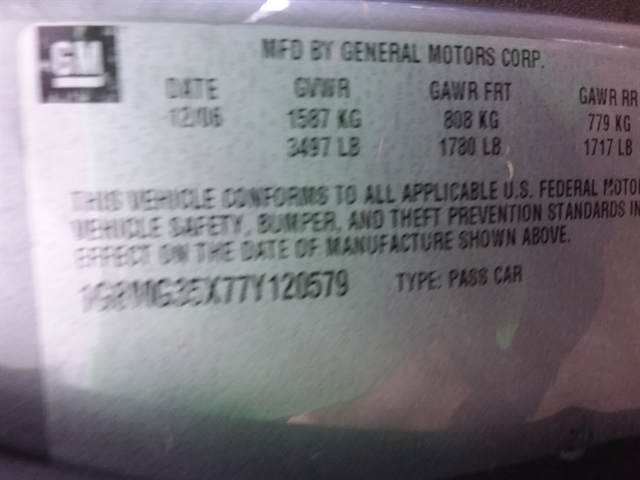 GM
MFD BY GENERAL MOTORS CORP.
DATE GVWR GAWR FRT GAWR RR
12/06 1587 KG 808 KG 779 KG
3497 LB 1780 LB 1717 LB
THIS VEHICLE CONFORMS TO ALL APPLICABLE U.S. FEDERAL MOTO
VEHICLE SAFETY, BUMPER, AND THEFT PREVENTION STANDARDS IN
EFFECT ON THE DATE OF MANUFACTURE SHOWN ABOVE.
1G8MG35X77Y120579 TYPE: PASS CAR